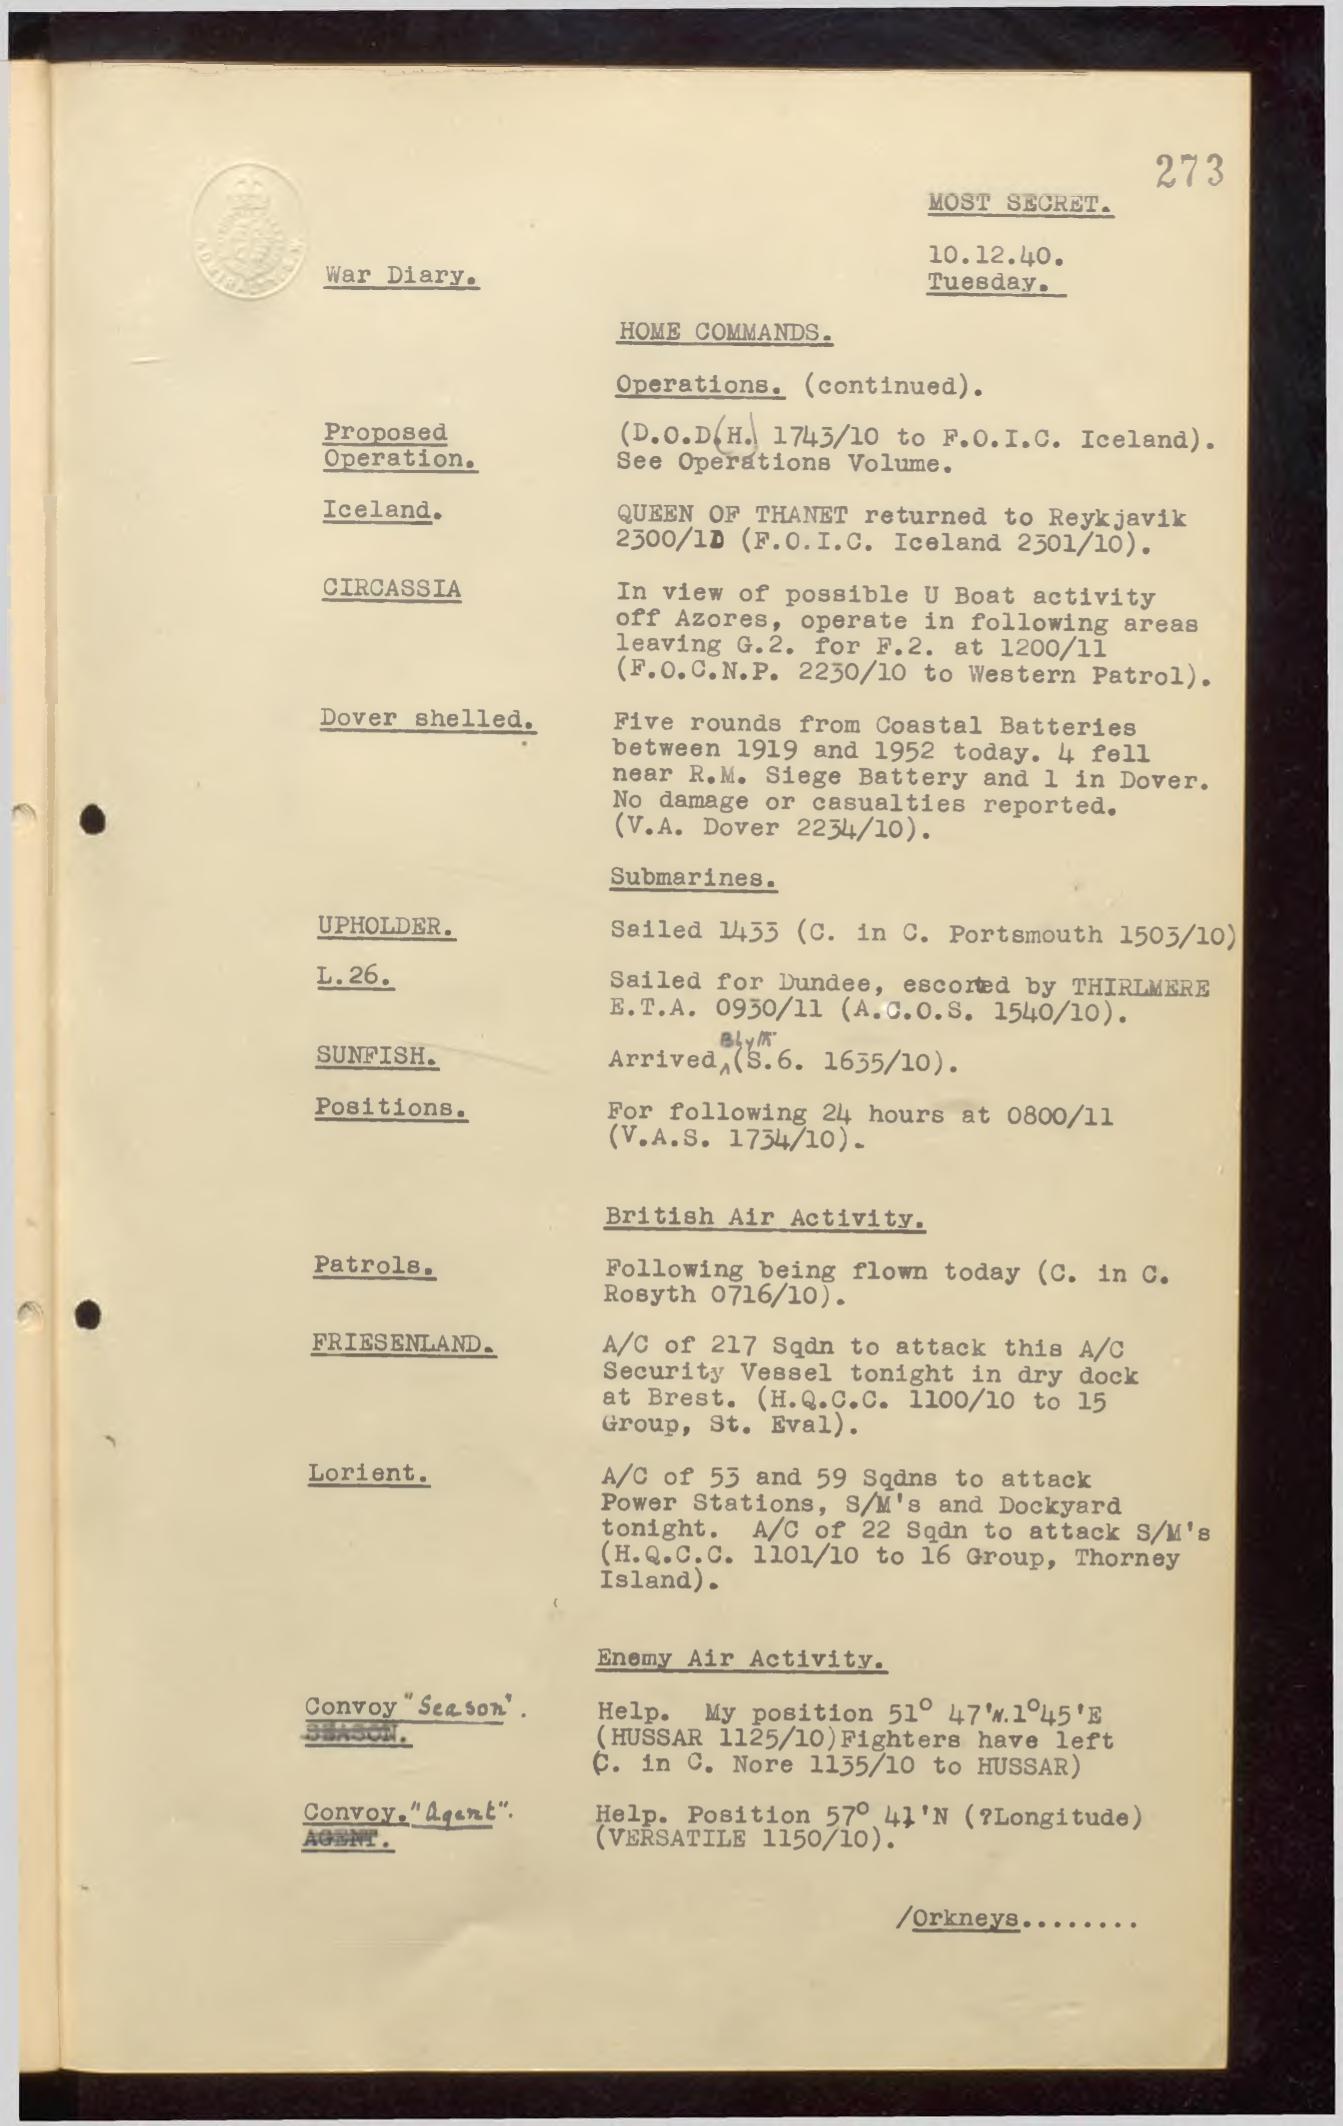 273
MOST SECRET.
10.12.40.
Tuesday.
War Diary.
HOME COMMANDS.
Operations. (continued).
Proposed
Operation.
(D.O.D.(H.) 1743/10 to F.O.I.C. Iceland).
See Operations Volume.
Iceland.
QUEEN OF THANET returned to Reykjavik
2300/10 (F.O.I.C. Iceland 2301/10).
CIRCASSIA
In view of possible U Boat activity
off Azores, operate in following areas
leaving G.2. for F.2. at 1200/11
(F.O.C.N.P. 2230/10 to Western Patrol).
Dover shelled.
Five rounds from Coastal Batteries
between 1919 and 1952 today. 4 fell
near R.M. Siege Battery and 1 in Dover.
No damage or casualties reported.
(V.A. Dover 2234/10).
Submarines.
UPHOLDER.
Sailed 1433 (C. in C. Portsmouth 1503/10)
L.26.
Sailed for Dundee, escorted by THIRLMERE
E.T.A. 0930/11 (A.C.O.S. 1540/10).
SUNFISH.
Blyth
Arrived (S.6. 1635/10).
Positions.
For following 24 hours at 0800/11
(V.A.S. 1734/10).
British Air Activity.
Patrols.
Following being flown today (C. in C.
Rosyth 0716/10).
FRIESENLAND.
A/C of 217 Sqdn to attack this A/C
Security Vessel tonight in dry dock
at Brest. (H.Q.C.C. 1100/10 to 15
Group, St. Eval).
Lorient.
A/C of 53 and 59 Sqdns to attack
Power Stations, S/M's and Dockyard
tonight. A/C of 22 Sqdn to attack S/M's
(H.Q.C.C. 1101/10 to 16 Group, Thorney
Island).
Enemy Air Activity.
Convoy "Season".
SEASON.
Help. My position 51° 47'N.1°45'E
(HUSSAR 1125/10)Fighters have left
(C. in C. Nore 1135/10 to HUSSAR)
Convoy."Agent".
AGENT.
Help. Position 57° 41'N (?Longitude)
(VERSATILE 1150/10).
/Orkneys........